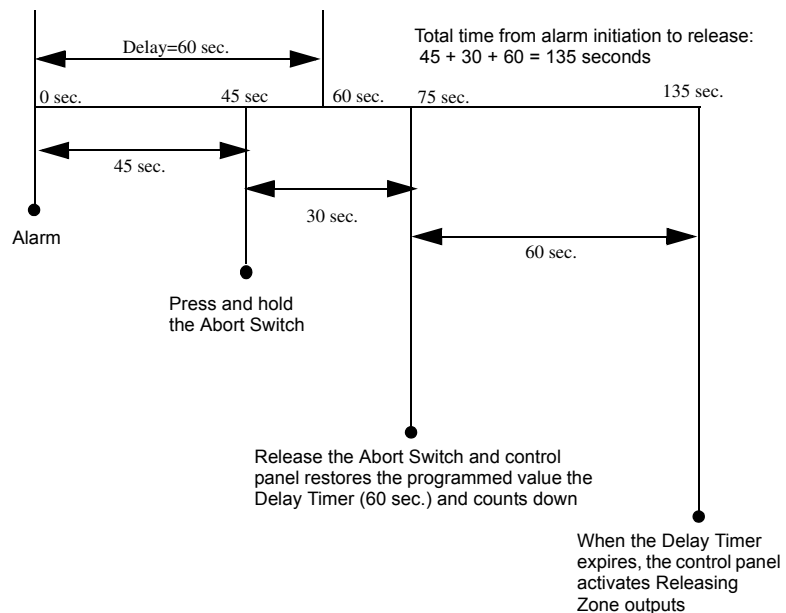 Delay=60 sec.
Total time from alarm initiation to release:
45 + 30 + 60 = 135 seconds
0 sec.
45 sec
60 sec.
75 sec.
135 sec.
45 sec.
30 sec.
60 sec.
Alarm
Press and hold
the Abort Switch
Release the Abort Switch and control
panel restores the programmed value the
Delay Timer (60 sec.) and counts down
When the Delay Timer
expires, the control panel
activates Releasing
Zone outputs